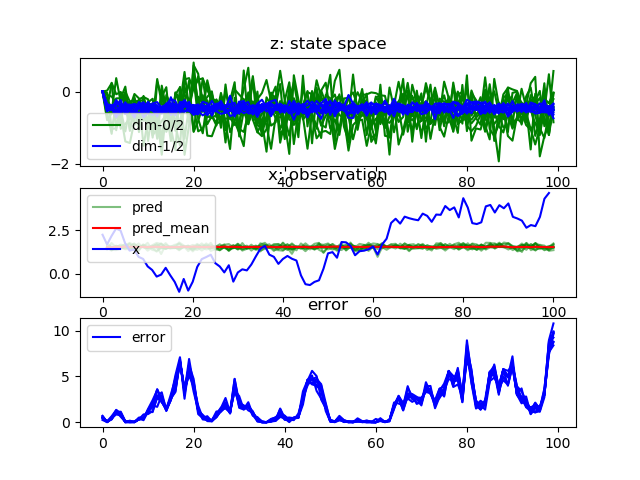 z: state space
0
−2
dim-0/2
dim-1/2
0 20 40 60 80 100
x: observation
2.5
0.0
pred
pred_mean
x
0 20 40 60 80 100
error
10
5
0
error
0 20 40 60 80 100